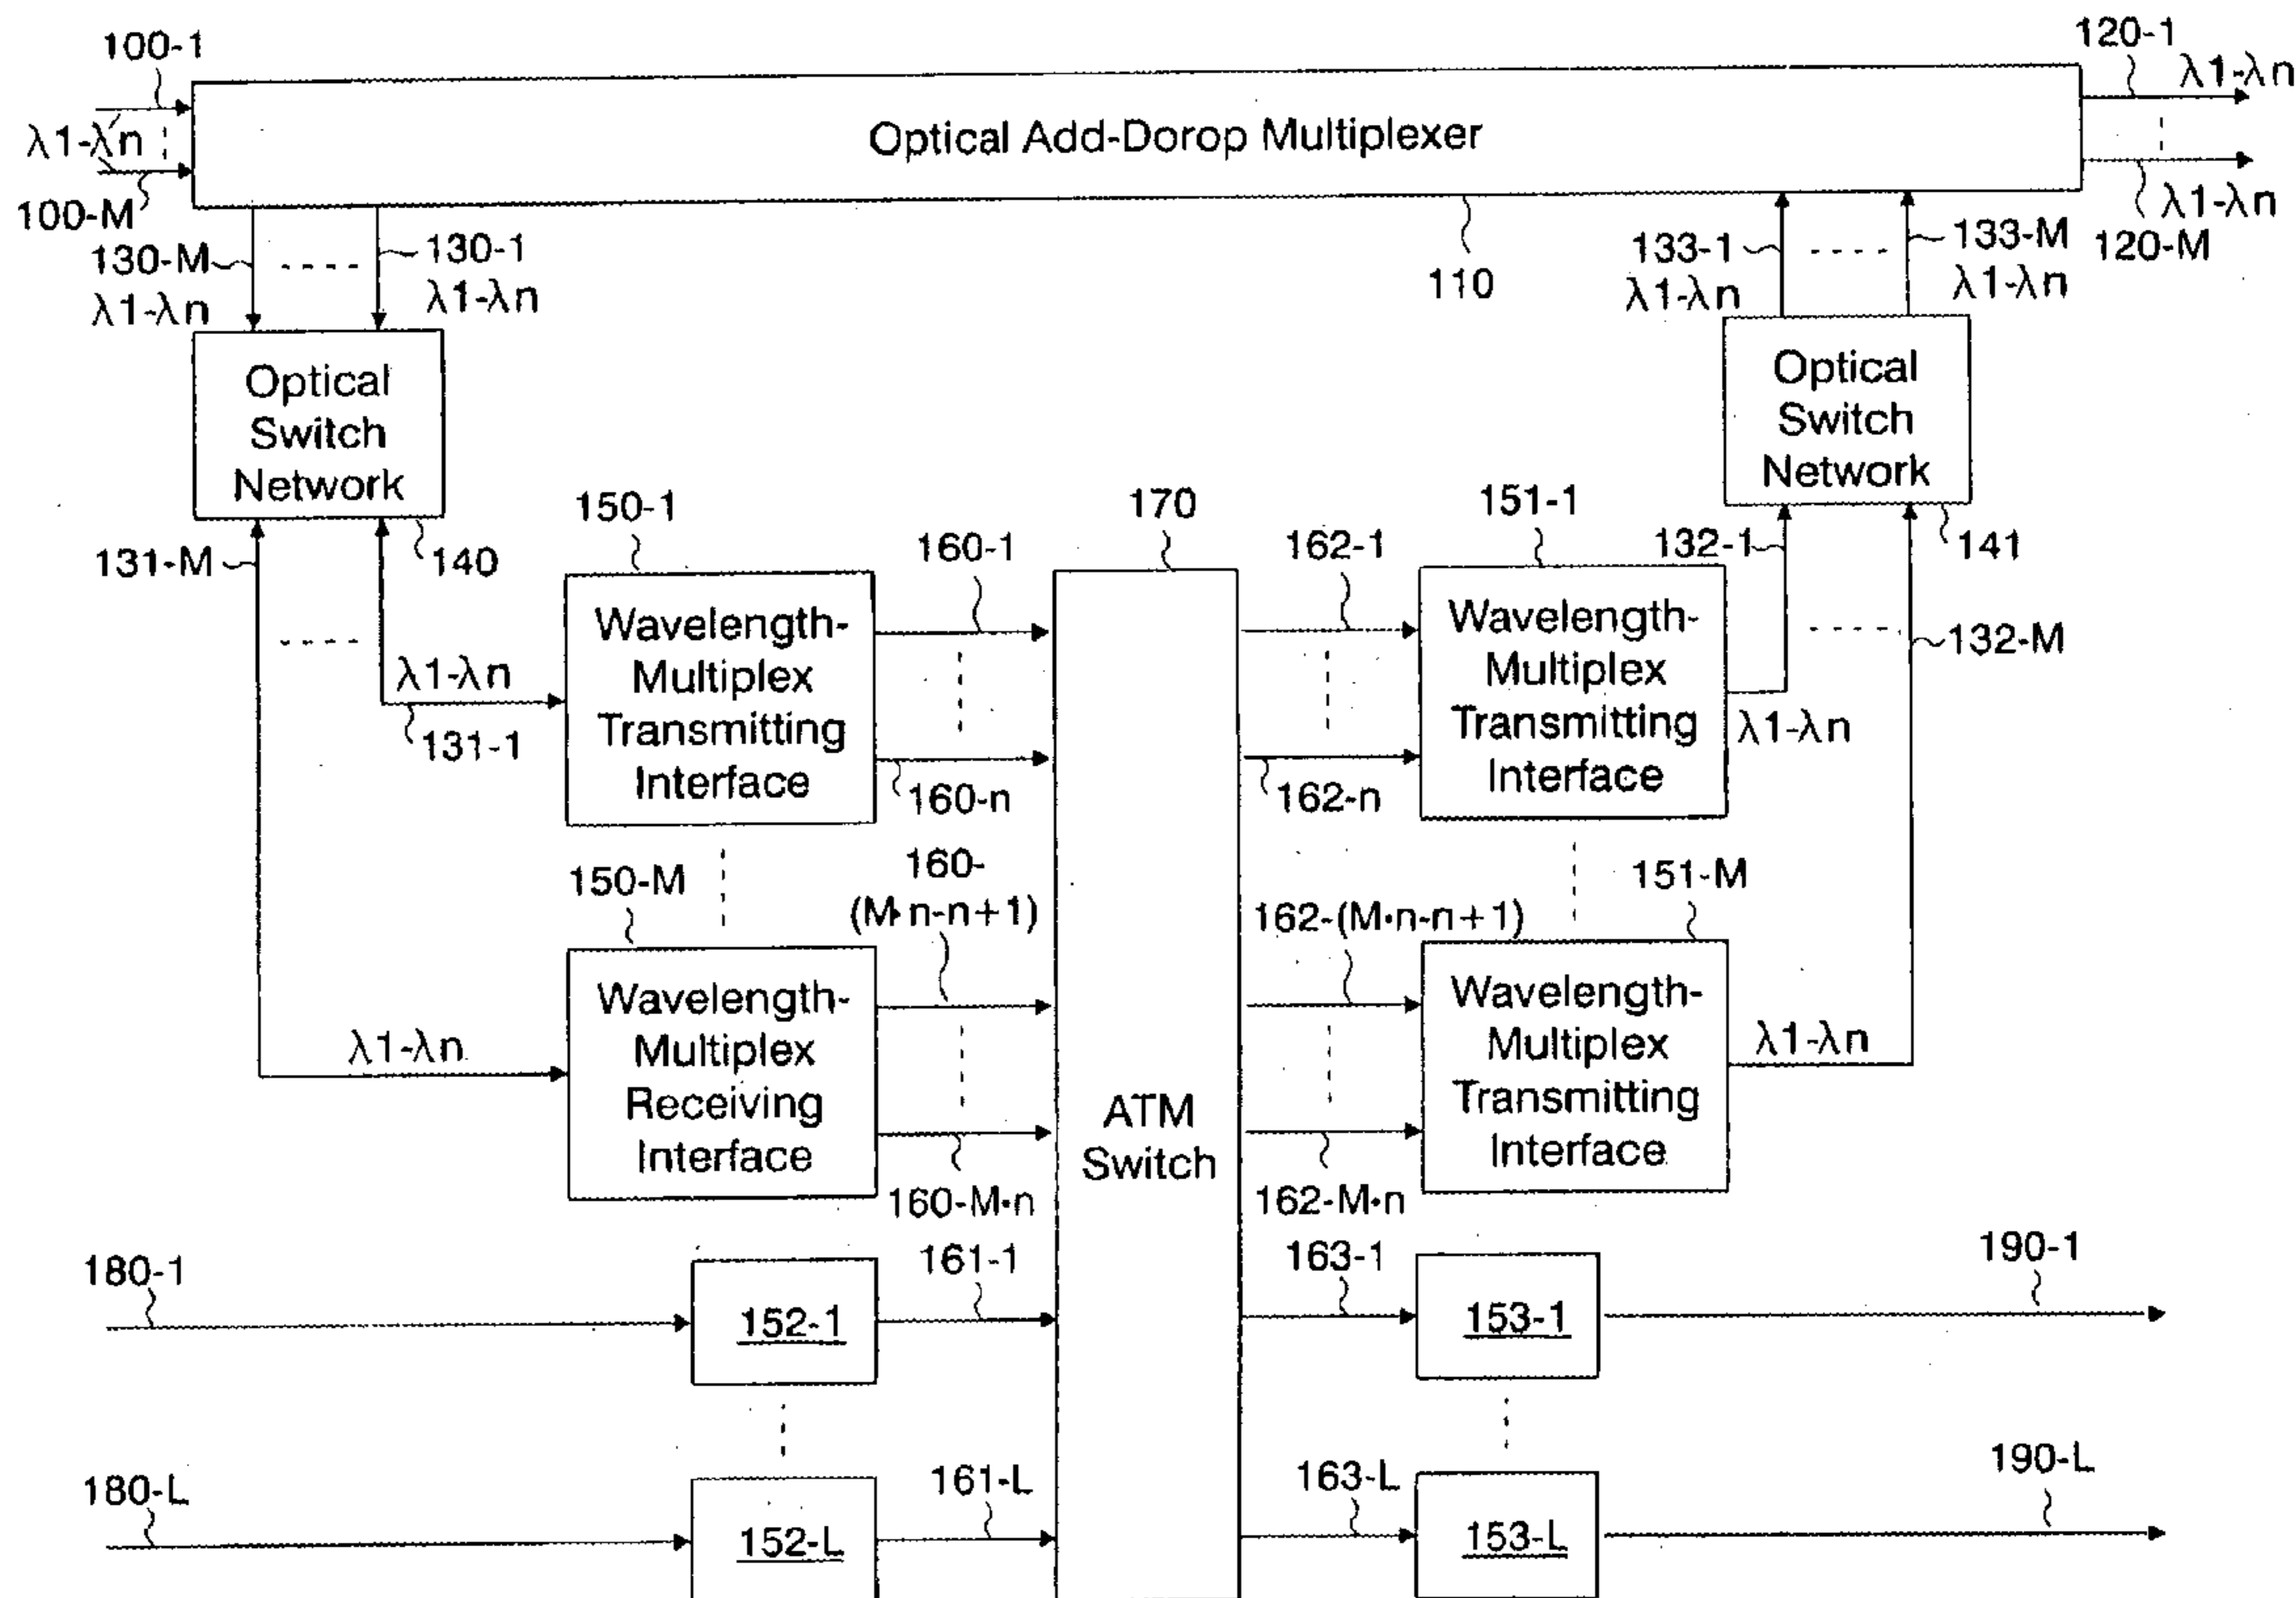 100-1
120-1
λ1-λn
λ1-λn
Optical Add-Dorop Multiplexer
100-M
λ1-λn
120-M
130-M
λ1-λn
130-1
λ1-λn
110
133-1
λ1-λn
133-M
λ1-λn
Optical
Switch
Network
Optical
Switch
Network
131-M
140
150-1
160-1
170
162-1
151-1
132-1
141
λ1-λn
131-1
Wavelength-
Multiplex
Transmitting
Interface
160-n
162-n
Wavelength-
Multiplex
Transmitting
Interface
λ1-λn
132-M
150-M
160-
(M·n-n+1)
162-(M·n-n+1)
151-M
λ1-λn
Wavelength-
Multiplex
Receiving
Interface
160-M·n
ATM
Switch
162-M·n
Wavelength-
Multiplex
Transmitting
Interface
λ1-λn
180-1
152-1
161-1
163-1
153-1
190-1
180-L
152-L
161-L
163-L
153-L
190-L